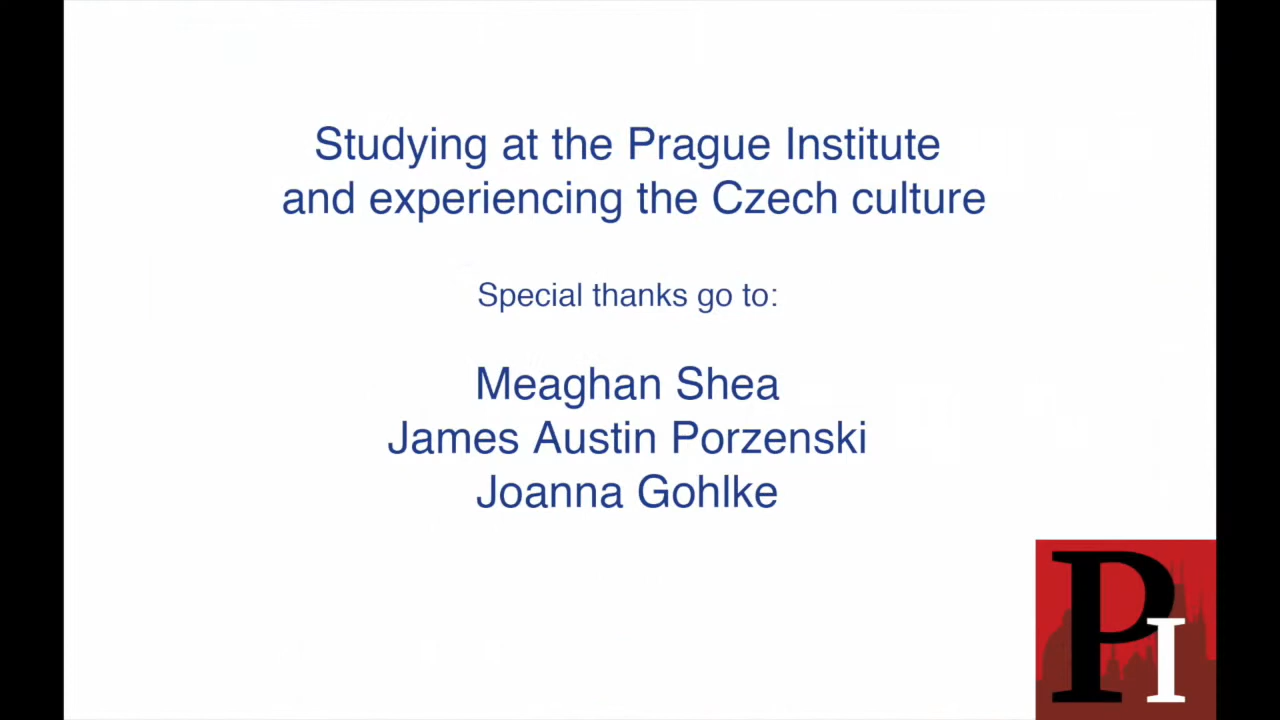 Studying at the Prague Institute
and experiencing the Czech culture
Special thanks go to:
Meaghan Shea
James Austin Porzenski
Joanna Gohlke
PI